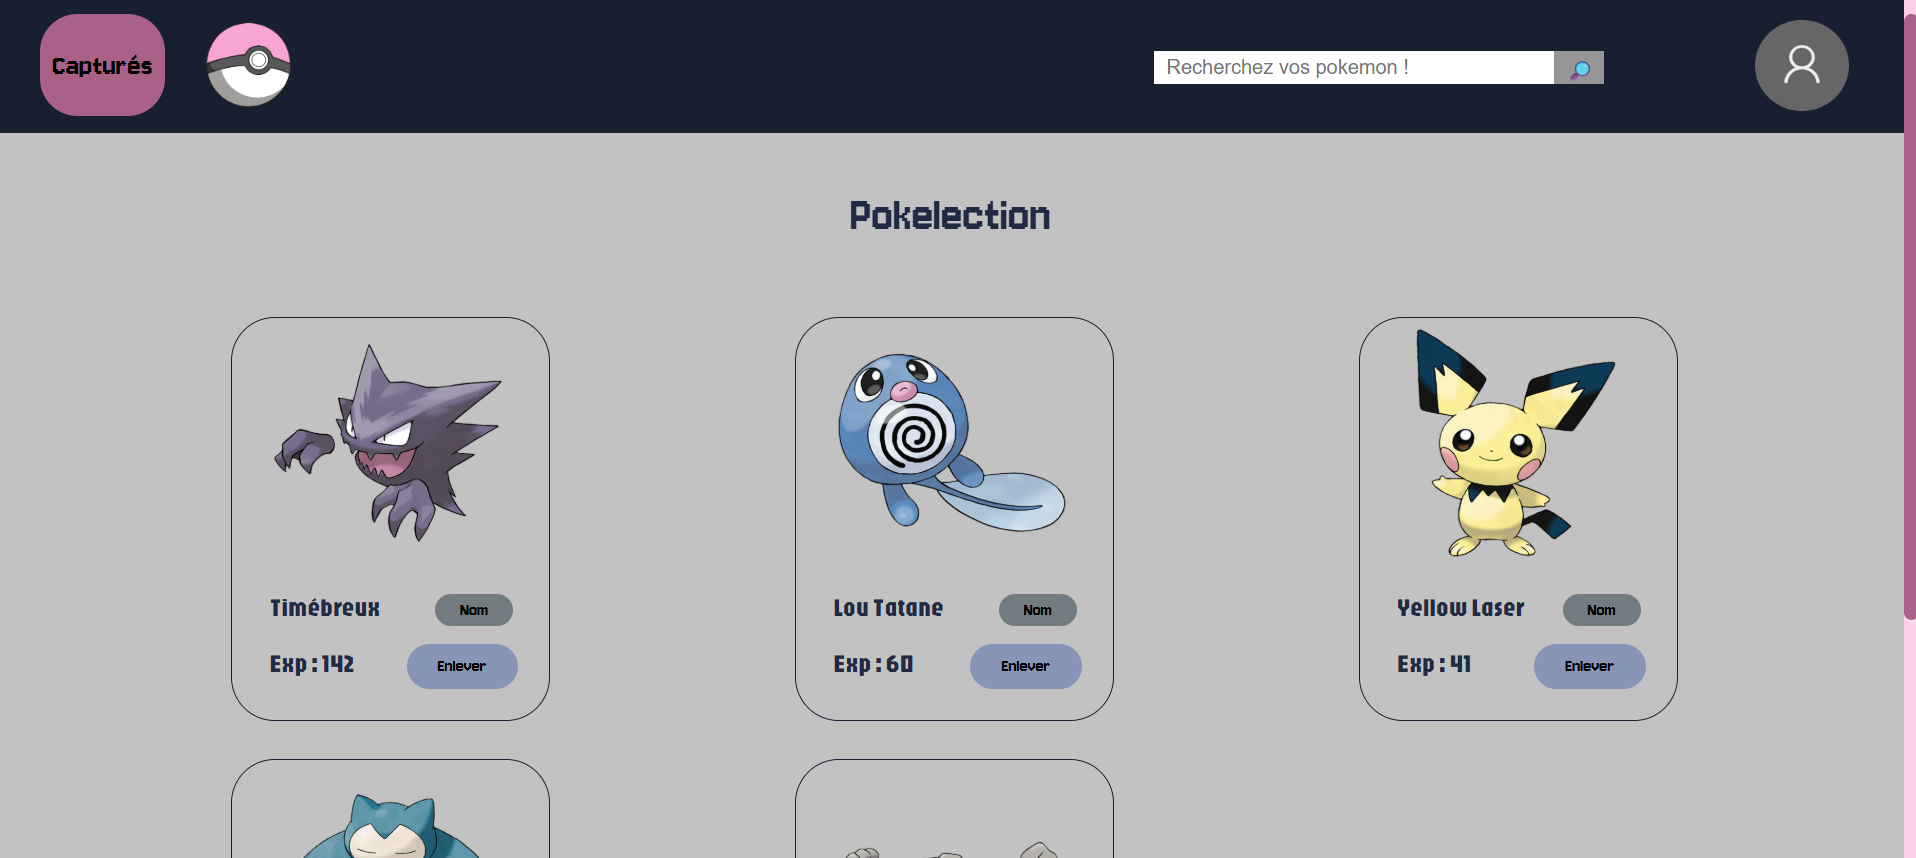 Capturés
Recherchez vos pokemon !
Pokelection
Timébreux
Nom
Exp : 142
Enlever
Lou Tatane
Nom
Exp : 60
Enlever
Yellow Laser
Nom
Exp : 41
Enlever